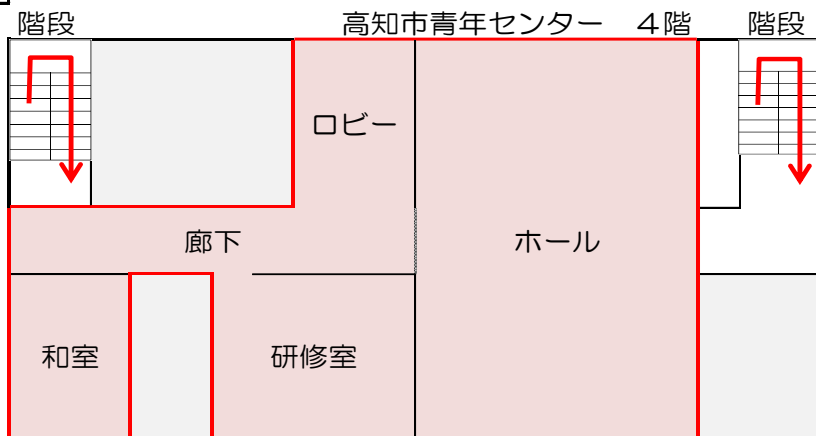 階段
高知市青年センター　４階
階段
ロビー
廊下
ホール
和室
研修室